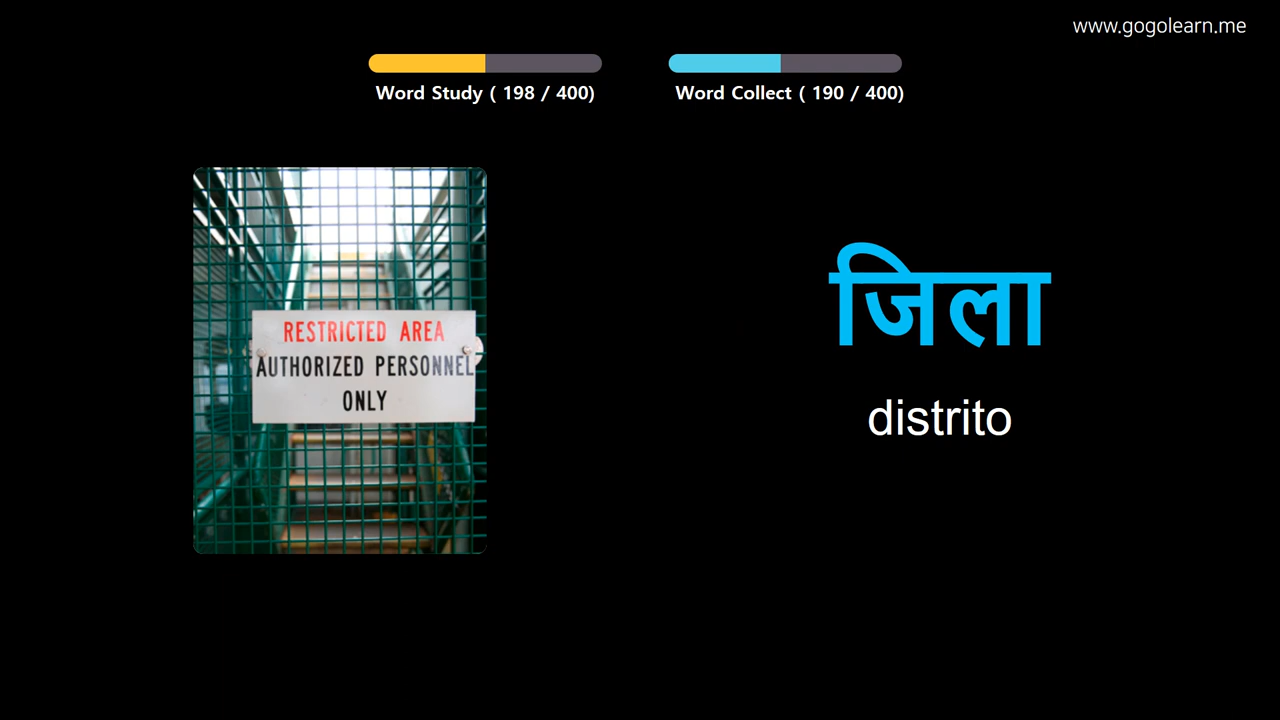 www.gogolearn.me
Word Study ( 198 / 400)
Word Collect ( 190 / 400)
RESTRICTED AREA
AUTHORIZED PERSONNEL
ONLY
जिला
distrito